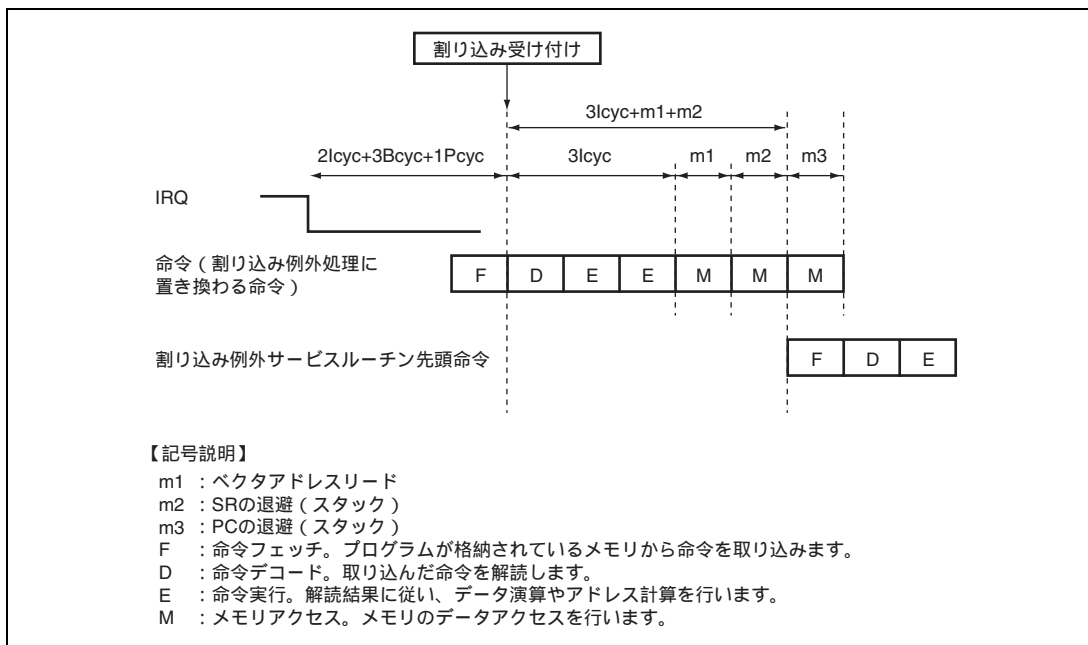 割り込み受け付け
3Icyc+m1+m2
2Icyc+3Bcyc+1Pcyc 3Icyc m1 m2 m3
IRQ
命令（割り込み例外処理に
置き換わる命令）
F D E E M M M
割り込み例外サービスルーチン先頭命令
F D E
【記号説明】
m1 ：ベクタアドレスリード
m2 ：SRの退避（スタック）
m3 ：PCの退避（スタック）
F ：命令フェッチ。プログラムが格納されているメモリから命令を取り込みます。
D ：命令デコード。取り込んだ命令を解読します。
E ：命令実行。解読結果に従い、データ演算やアドレス計算を行います。
M ：メモリアクセス。メモリのデータアクセスを行います。